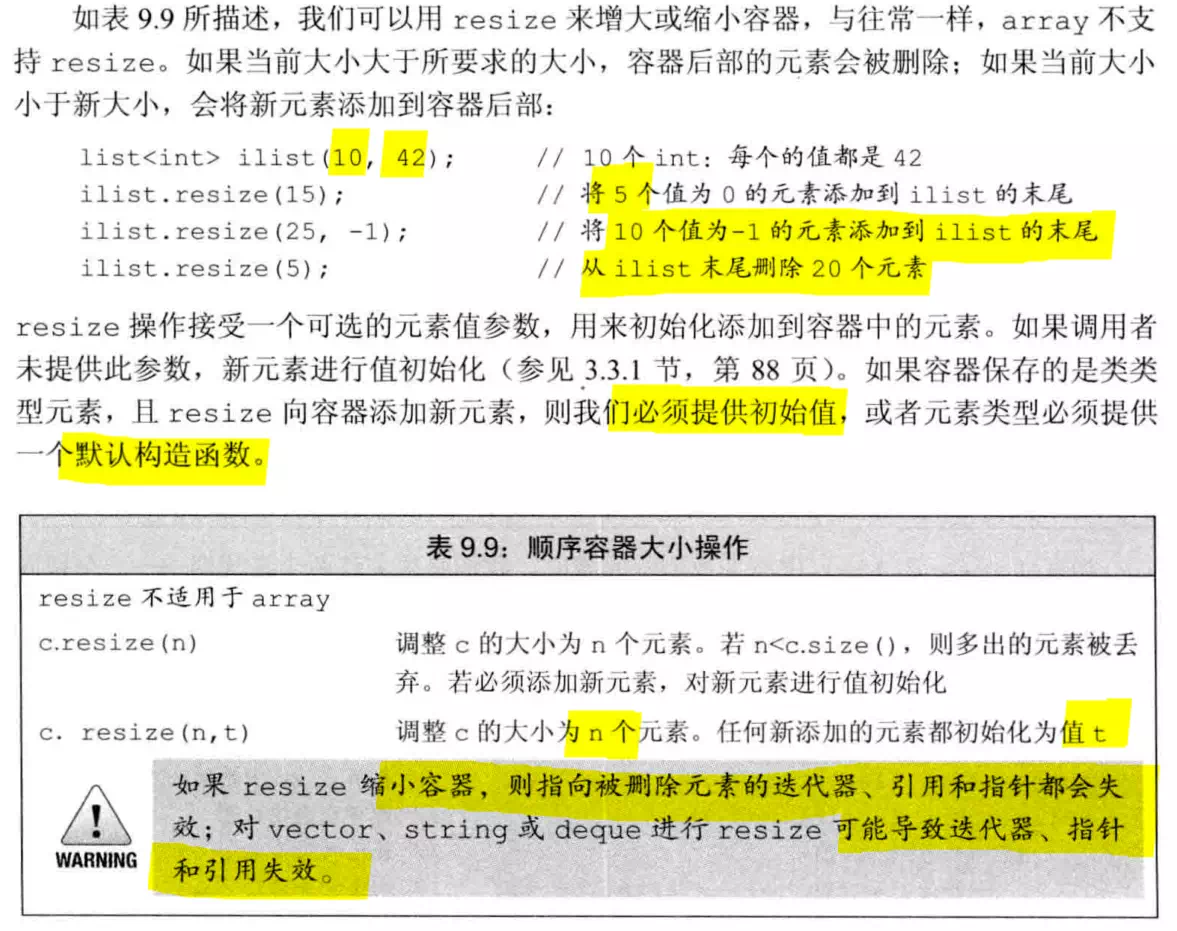 如表 9.9 所描述，我们可以用 resize 来增大或缩小容器，与往常一样，array 不支
持 resize。如果当前大小大于所要求的大小，容器后部的元素会被删除；如果当前大小
小于新大小，会将新元素添加到容器后部：
list<int> ilist(10, 42); // 10 个 int：每个的值都是 42
ilist.resize(15); // 将 5 个值为 0 的元素添加到 ilist 的末尾
ilist.resize(25, -1); // 将 10 个值为-1 的元素添加到 ilist 的末尾
ilist.resize(5); // 从 ilist 末尾删除 20 个元素
resize 操作接受一个可选的元素值参数，用来初始化添加到容器中的元素。如果调用者
未提供此参数，新元素进行值初始化（参见 3.3.1 节，第 88 页）。如果容器保存的是类类
型元素，且 resize 向容器添加新元素，则我们必须提供初始值，或者元素类型必须提供
一个默认构造函数。
表 9.9：顺序容器大小操作
resize 不适用于 array
c.resize(n) 调整 c 的大小为 n 个元素。若 n<c.size()，则多出的元素被丢
弃。若必须添加新元素，对新元素进行值初始化
c. resize(n,t) 调整 c 的大小为 n 个元素。任何新添加的元素都初始化为值 t
如果 resize 缩小容器，则指向被删除元素的迭代器、引用和指针都会失
效；对 vector、string 或 deque 进行 resize 可能导致迭代器、指针
和引用失效。
WARNING